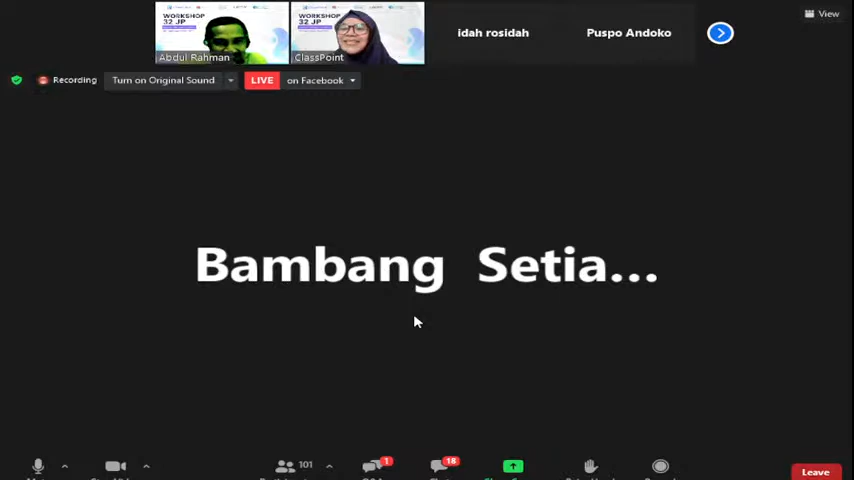 WORKSHOP
32 JP
Abdul Rahman
WORKSHOP
32 JP
ClassPoint
idah rosidah
Puspo Andoko
View
Recording
Turn on Original Sound
LIVE
on Facebook
Bambang Setia...
101
1
18
Leave